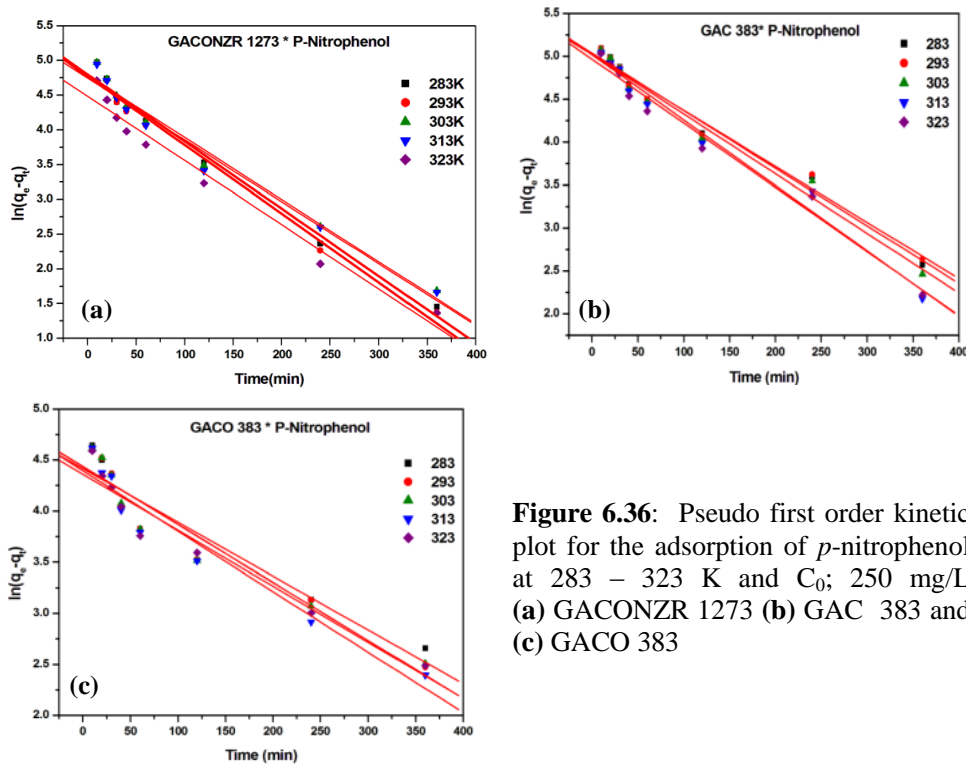 GACONZR 1273 * P-Nitrophenol
283K
293K
303K
313K
323K
ln(qe-qt)
5.5
5.0
4.5
4.0
3.5
3.0
2.5
2.0
1.5
1.0
(a)
0 50 100 150 200 250 300 350 400
Time(min)
GAC 383* P-Nitrophenol
283
293
303
313
323
ln(qe-qt)
5.5
5.0
4.5
4.0
3.5
3.0
2.5
2.0
(b)
0 50 100 150 200 250 300 350 400
Time (min)
GACO 383 * P-Nitrophenol
283
293
303
313
323
ln(qe-qt)
5.0
4.5
4.0
3.5
3.0
2.5
2.0
(c)
0 50 100 150 200 250 300 350 400
Time (min)
Figure 6.36: Pseudo first order kinetic
plot for the adsorption of p-nitrophenol
at 283 – 323 K and C0; 250 mg/L
(a) GACONZR 1273 (b) GAC 383 and
(c) GACO 383